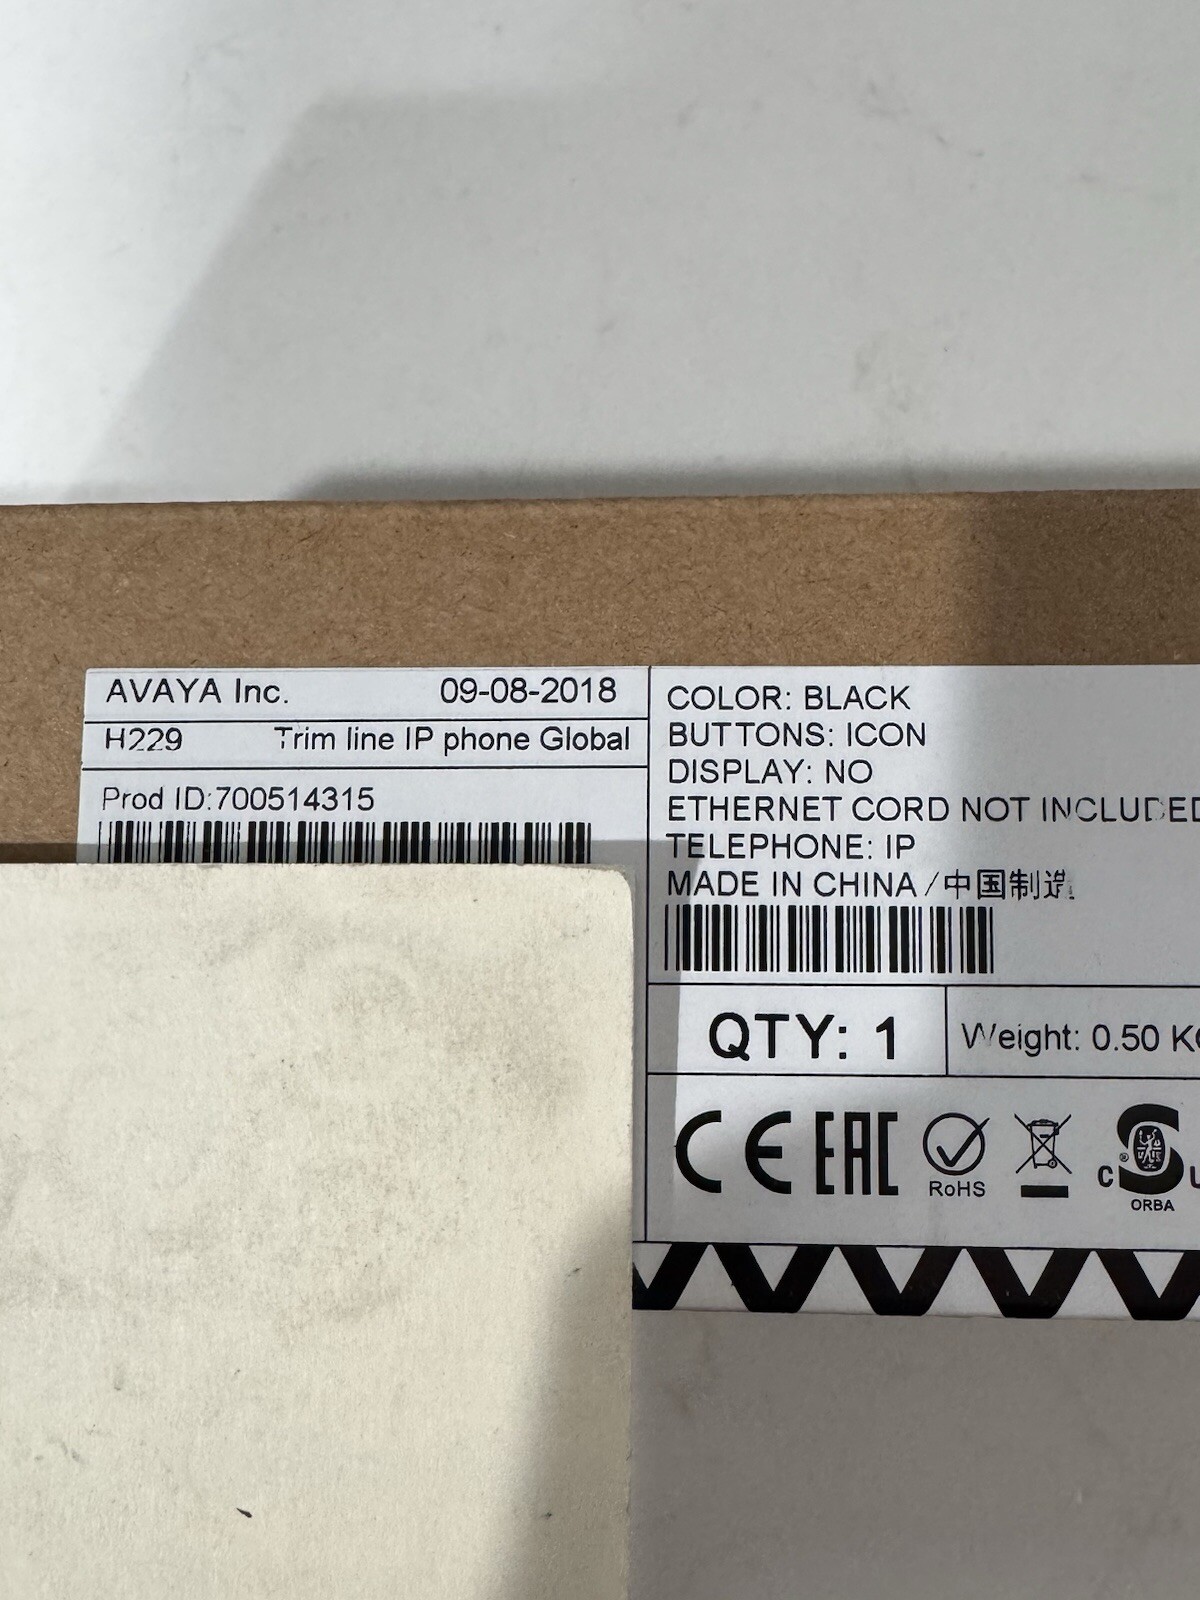 AVAYA Inc. 09-08-2018
H229 Trim line IP phone Global
Prod ID:700514315
COLOR: BLACK
BUTTONS: ICON
DISPLAY: NO
ETHERNET CORD NOT INCLUDED
TELEPHONE: IP
MADE IN CHINA /中国制造
QTY: 1
Weight: 0.50 KG
CE EAC
RoHS
C S U
ORBA